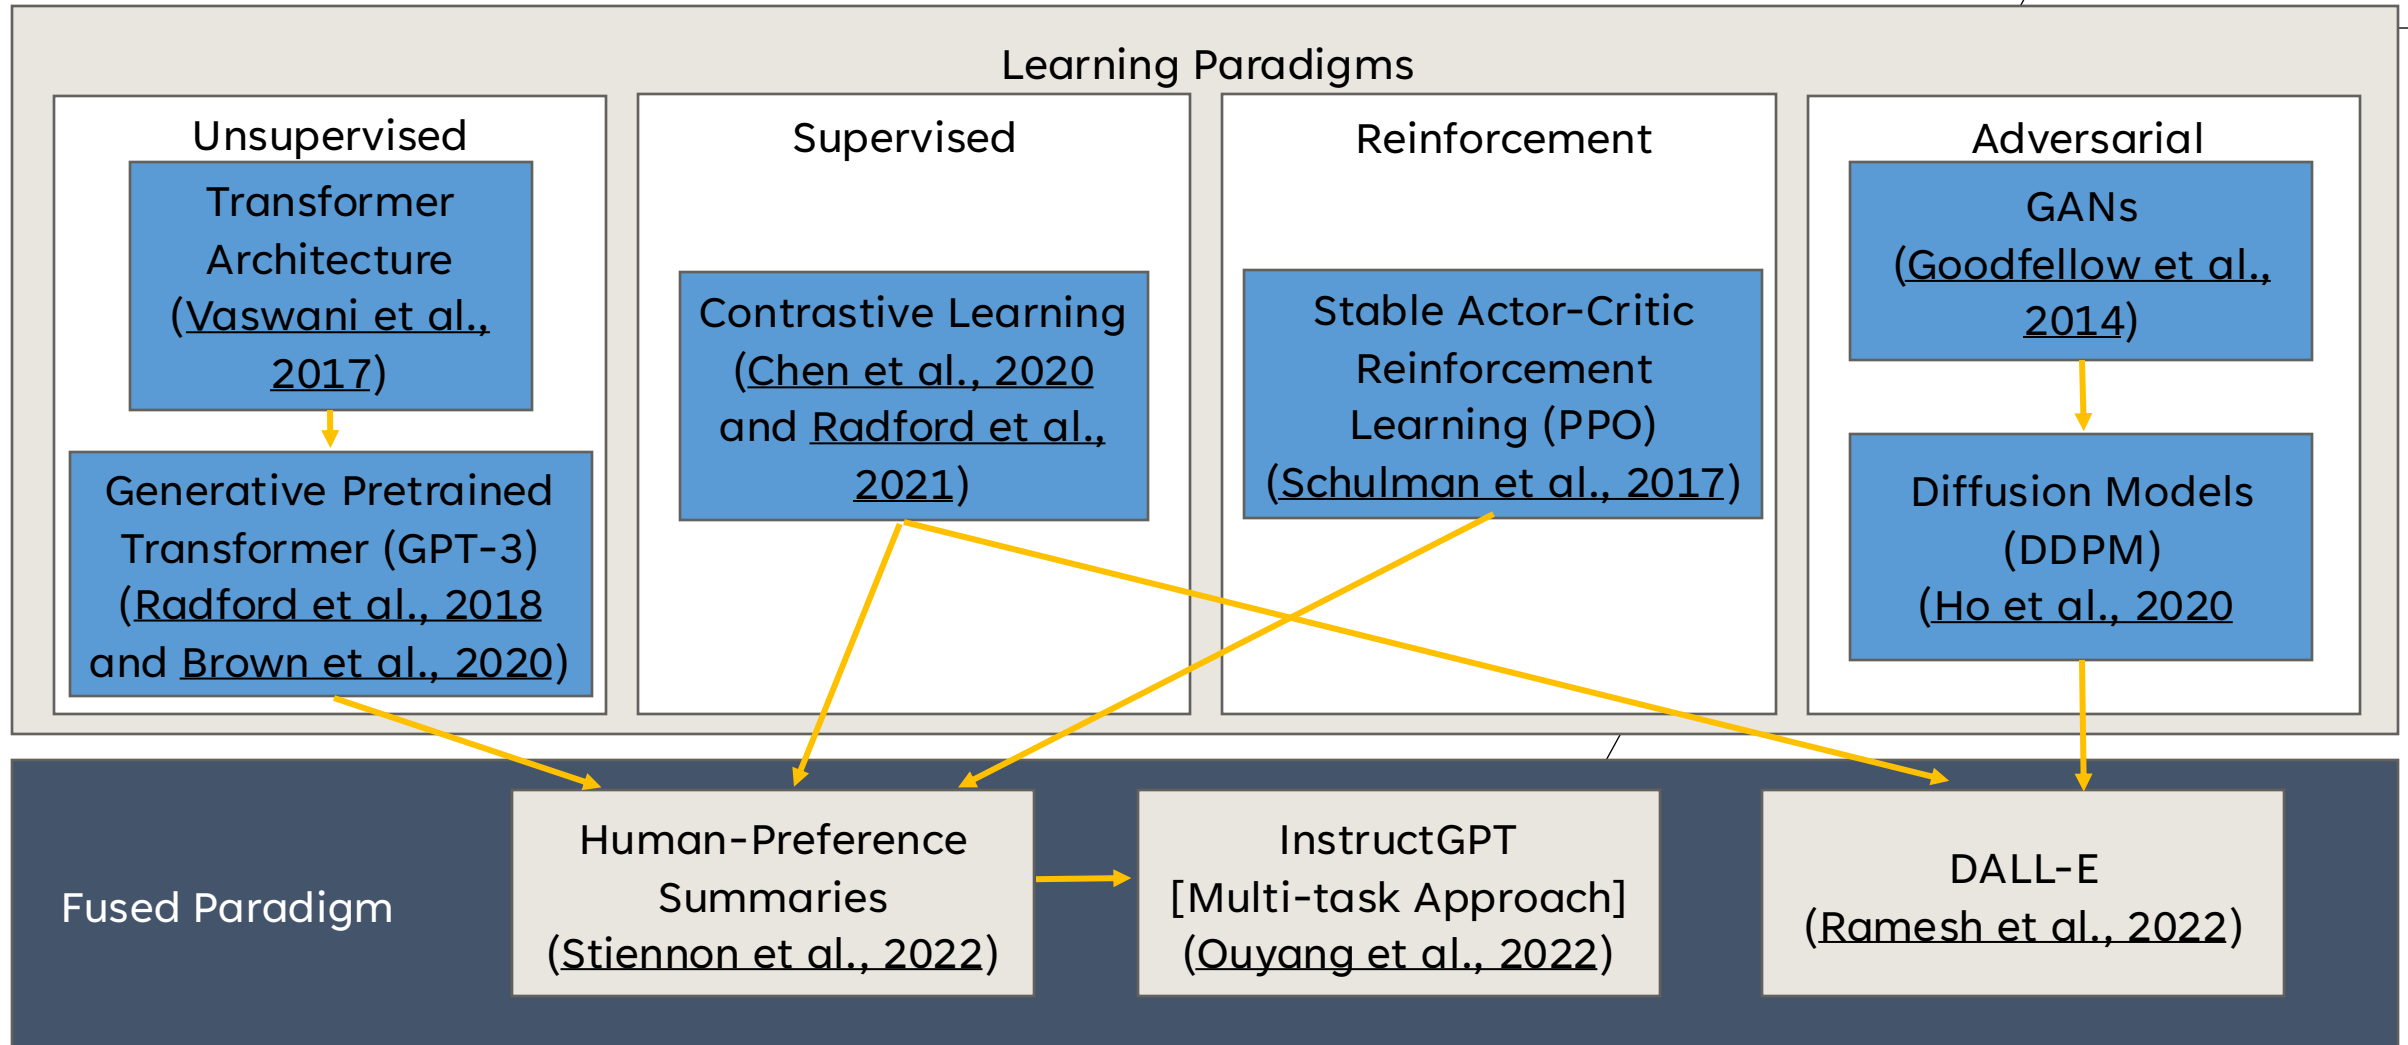 Learning Paradigms
Unsupervised
Transformer
Architecture
(Vaswani et al.,
2017)
Generative Pretrained
Transformer (GPT-3)
(Radford et al., 2018
and Brown et al., 2020)
Supervised
Contrastive Learning
(Chen et al., 2020
and Radford et al.,
2021)
Reinforcement
Stable Actor-Critic
Reinforcement
Learning (PPO)
(Schulman et al., 2017)
Adversarial
GANs
(Goodfellow et al.,
2014)
Diffusion Models
(DDPM)
(Ho et al., 2020
Fused Paradigm
Human-Preference
Summaries
(Stiennon et al., 2022)
InstructGPT
[Multi-task Approach]
(Ouyang et al., 2022)
DALL-E
(Ramesh et al., 2022)